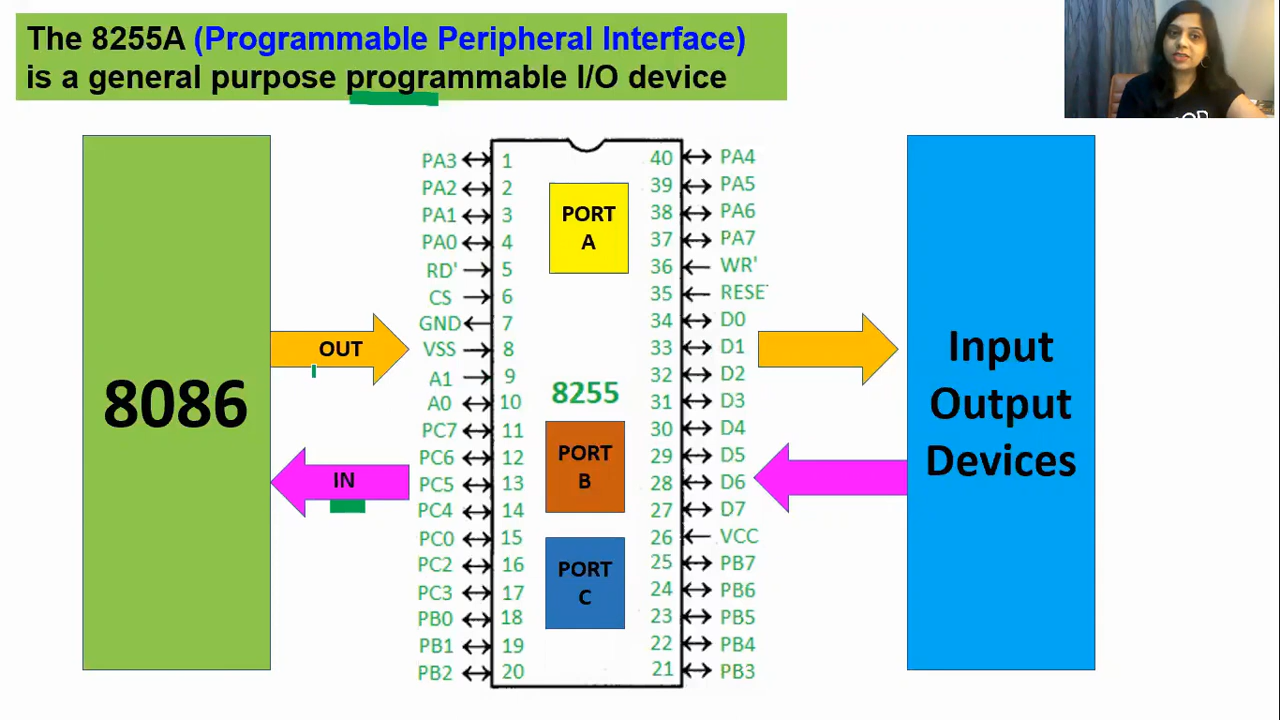 The 8255A (Programmable Peripheral Interface)
is a general purpose programmable I/O device
8086
OUT
IN
PA3 1
PA2 2
PA1 3
PA0 4
RD' 5
CS 6
GND 7
VSS 8
A1 9
A0 10
PC7 11
PC6 12
PC5 13
PC4 14
PC0 15
PC2 16
PC3 17
PB0 18
PB1 19
PB2 20
PORT
A
8255
PORT
B
PORT
C
40 PA4
39 PA5
38 PA6
37 PA7
36 WR'
35 RESE
34 D0
33 D1
32 D2
31 D3
30 D4
29 D5
28 D6
27 D7
26 VCC
25 PB7
24 PB6
23 PB5
22 PB4
21 PB3
Input
Output
Devices